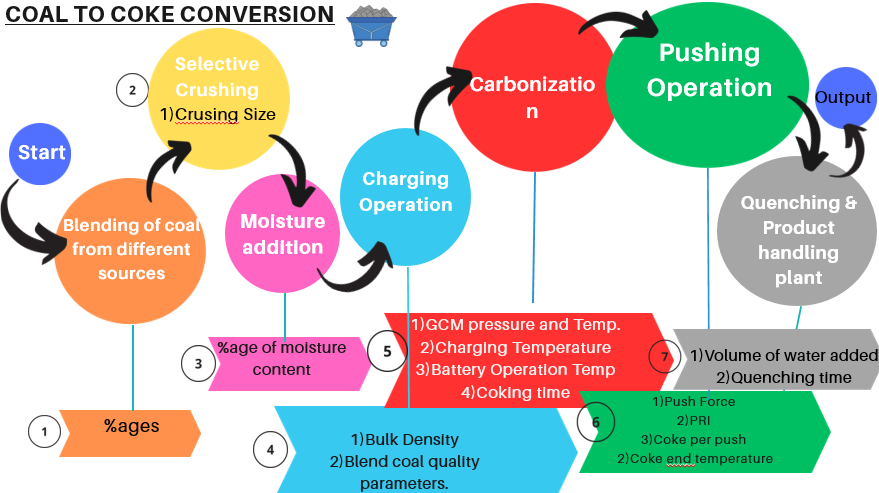 COAL TO COKE CONVERSION
Start
Blending of coal
from different
sources
2
Selective
Crushing
1)Crusing Size
Moisture
addition
Charging
Operation
Carbonizatio
n
Pushing
Operation
Output
Quenching &
Product
handling
plant
1
%ages
3
%age of moisture
content
4
1)Bulk Density
2)Blend coal quality
parameters.
5
1)GCM pressure and Temp.
2)Charging Temperature
3)Battery Operation Temp
4)Coking time
6
1)Push Force
2)PRI
3)Coke per push
2)Coke end temperature
7
1)Volume of water added
2)Quenching time